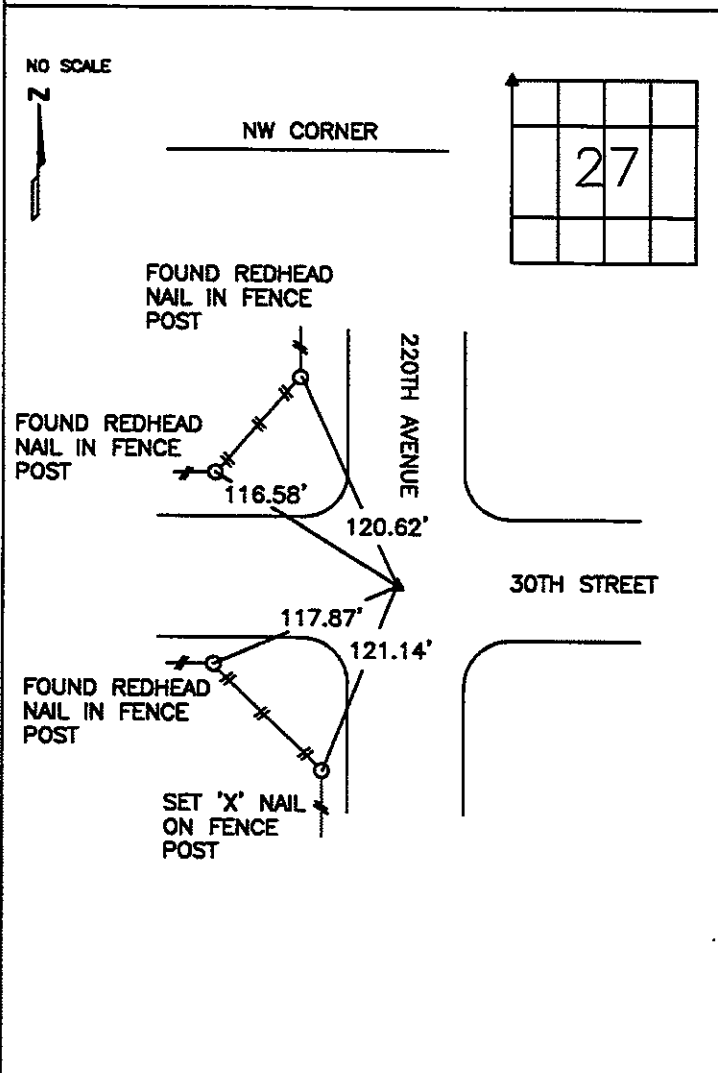 NO SCALE
N
NW CORNER
27
FOUND REDHEAD
NAIL IN FENCE
POST
220TH AVENUE
FOUND REDHEAD
NAIL IN FENCE
POST
116.58'
120.62'
30TH STREET
117.87'
121.14'
FOUND REDHEAD
NAIL IN FENCE
POST
SET 'X' NAIL
ON FENCE
POST